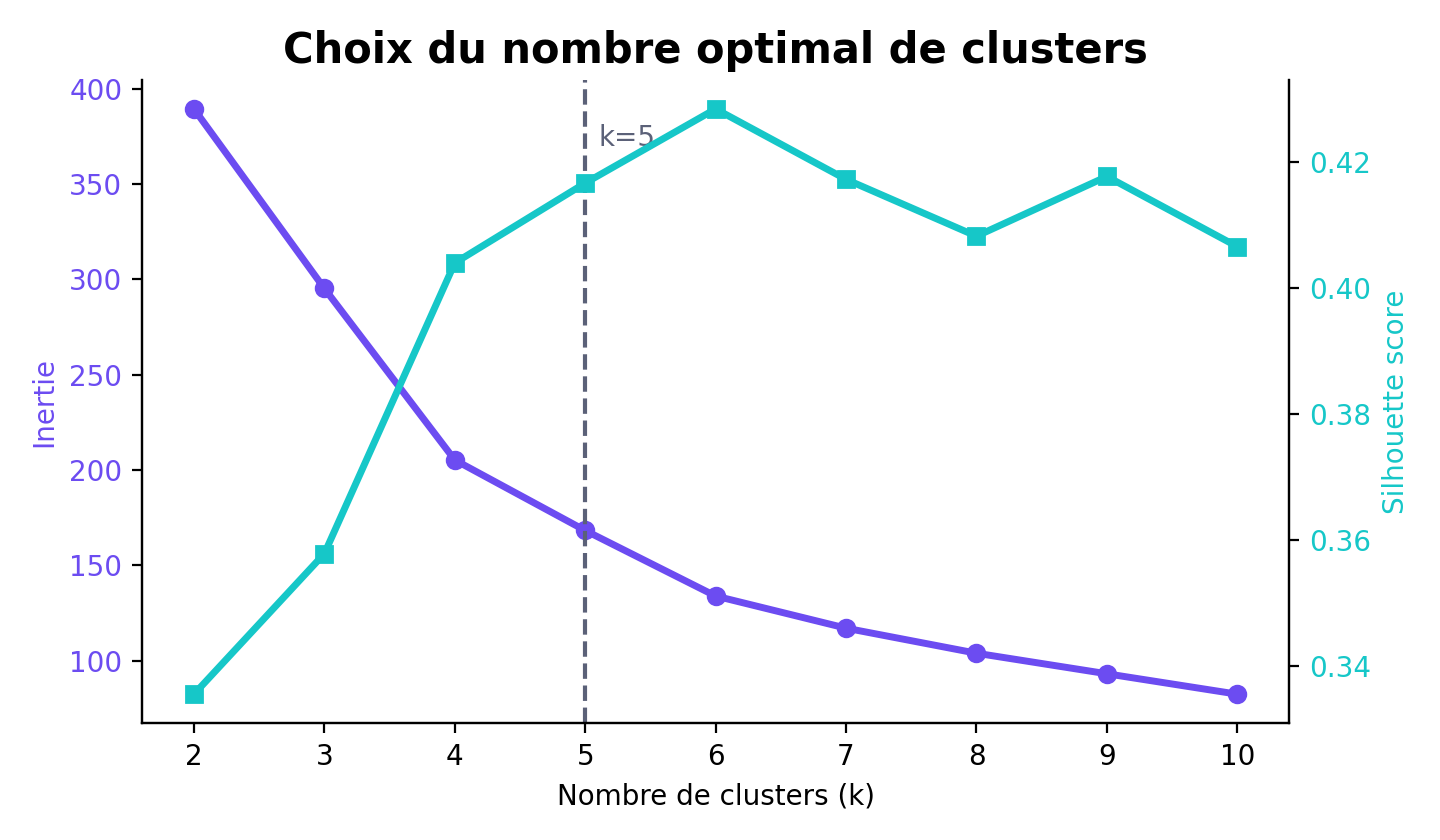 Choix du nombre optimal de clusters
400
350
300
250
200
150
100
Inertie
k=5
0.42
0.40
0.38
0.36
0.34
Silhouette score
2 3 4 5 6 7 8 9 10
Nombre de clusters (k)